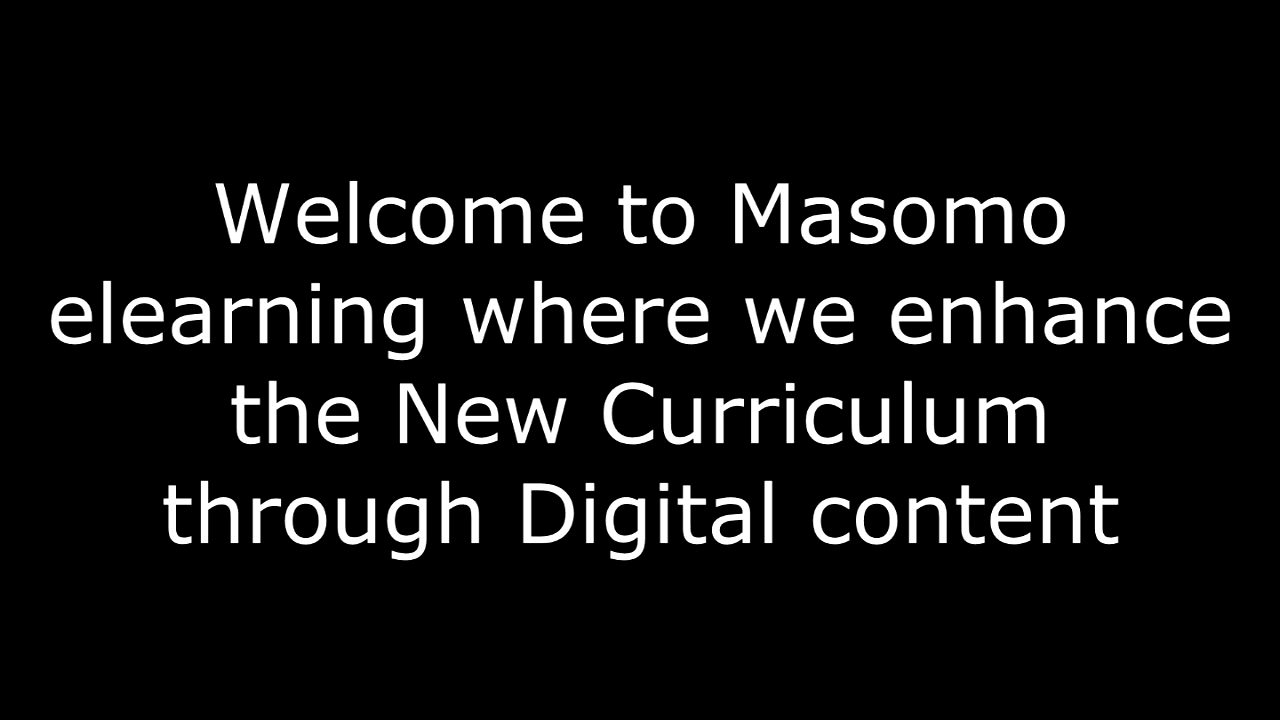 Welcome to Masomo
elearning where we enhance
the New Curriculum
through Digital content